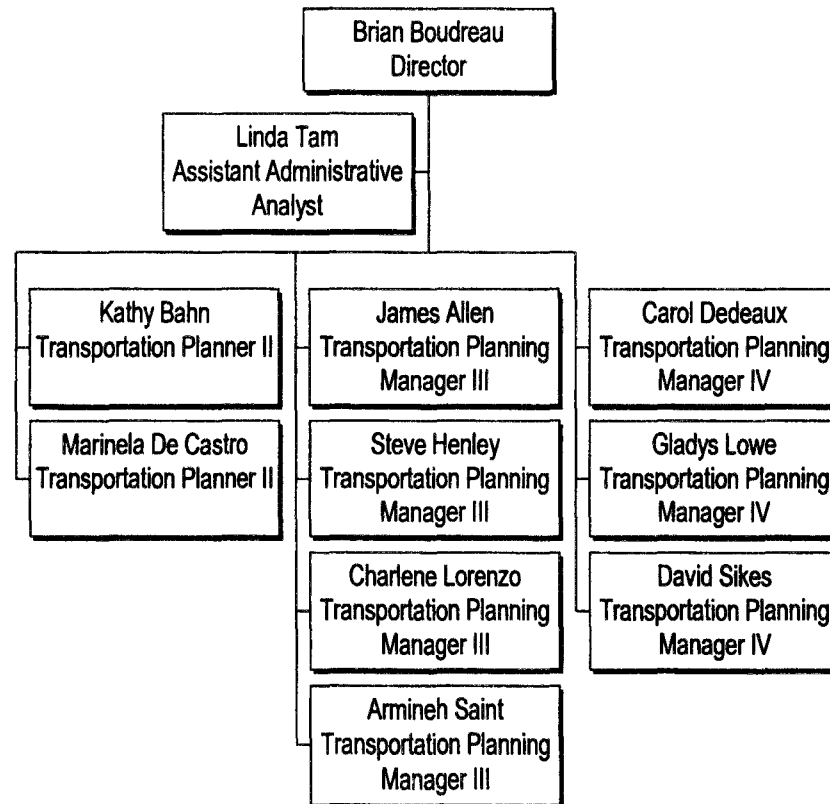 Brian Boudreau
Director
Linda Tam
Assistant Administrative
Analyst
Kathy Bahn
Transportation Planner II
Marinela De Castro
Transportation Planner II
James Allen
Transportation Planning
Manager III
Steve Henley
Transportation Planning
Manager III
Charlene Lorenzo
Transportation Planning
Manager III
Armineh Saint
Transportation Planning
Manager III
Carol Dedeaux
Transportation Planning
Manager IV
Gladys Lowe
Transportation Planning
Manager IV
David Sikes
Transportation Planning
Manager IV